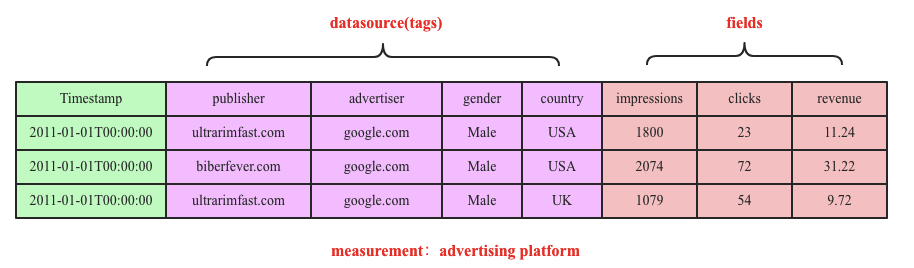 datasource(tags) fields
Timestamp publisher advertiser gender country impressions clicks revenue
2011-01-01T00:00:00 ultrarimfast.com google.com Male USA 1800 23 11.24
2011-01-01T00:00:00 biberfever.com google.com Male USA 2074 72 31.22
2011-01-01T00:00:00 ultrarimfast.com google.com Male UK 1079 54 9.72
measurement：advertising platform